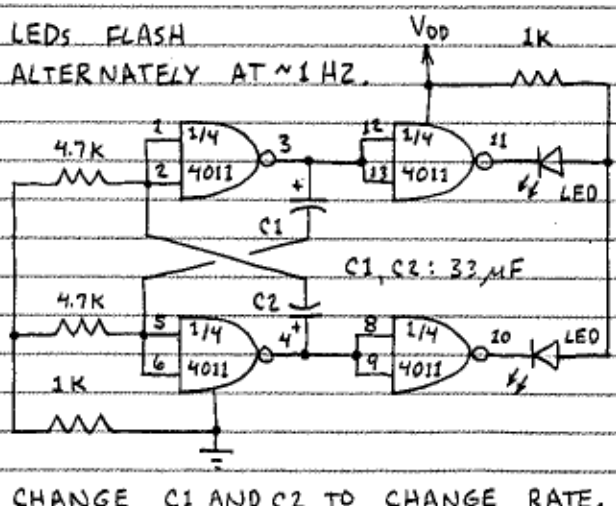 LEDs FLASH
ALTERNATELY AT ~1 HZ.
VDD
1K
4.7K
1
2
1/4
4011
3
12
13
1/4
4011
11
LED
+
C1
C1, C2: 33 µF
4.7K
5
6
1/4
4011
C2
+
4
8
9
1/4
4011
10
LED
1K
CHANGE C1 AND C2 TO CHANGE RATE.